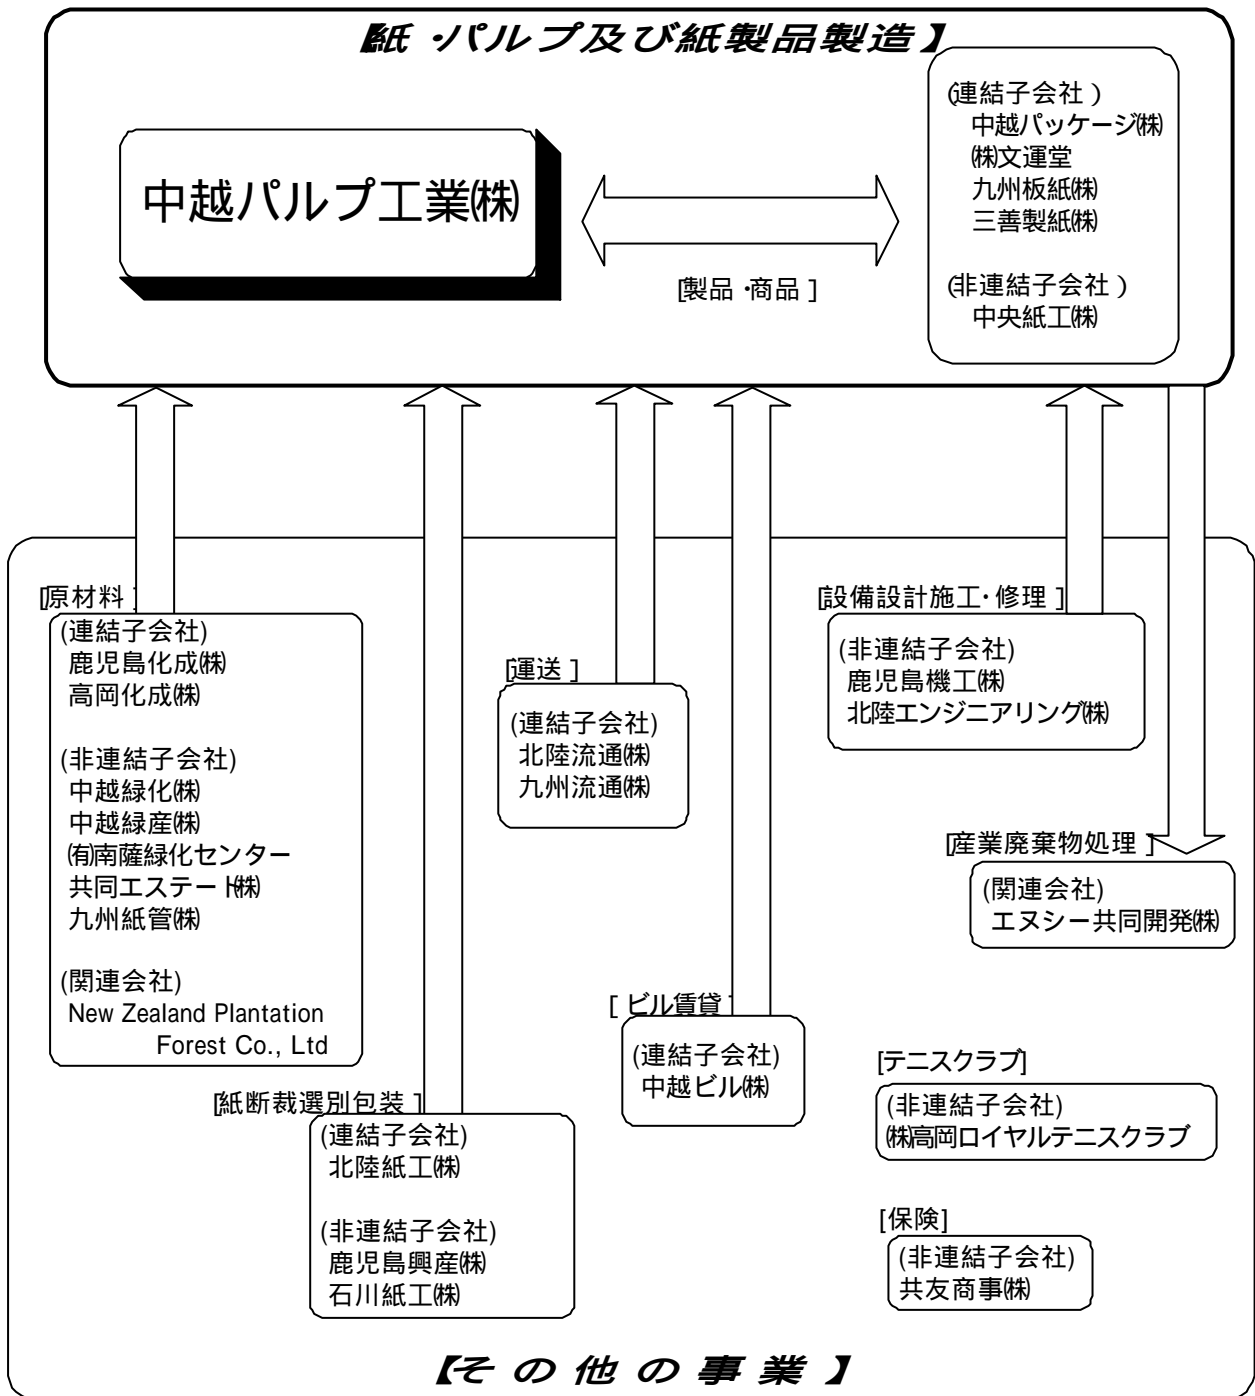 【紙・パルプ及び紙製品製造】
中越パルプ工業㈱
[製品・商品]
(連結子会社)
中越パッケージ㈱
㈱文運堂
九州板紙㈱
三善製紙㈱
(非連結子会社)
中央紙工㈱
[原材料]
(連結子会社)
鹿児島化成㈱
高岡化成㈱
(非連結子会社)
中越緑化㈱
中越緑産㈱
㈲南薩緑化センター
共同エステート㈱
九州紙管㈱
(関連会社)
New Zealand Plantation
Forest Co., Ltd
[紙断裁選別包装]
(連結子会社)
北陸紙工㈱
(非連結子会社)
鹿児島興産㈱
石川紙工㈱
[運送]
(連結子会社)
北陸流通㈱
九州流通㈱
[ビル賃貸]
(連結子会社)
中越ビル㈱
[設備設計施工・修理]
(非連結子会社)
鹿児島機工㈱
北陸エンジニアリング㈱
[産業廃棄物処理]
(関連会社)
エヌシー共同開発㈱
[テニスクラブ]
(非連結子会社)
㈱高岡ロイヤルテニスクラブ
[保険]
(非連結子会社)
共友商事㈱
【その他の事業】